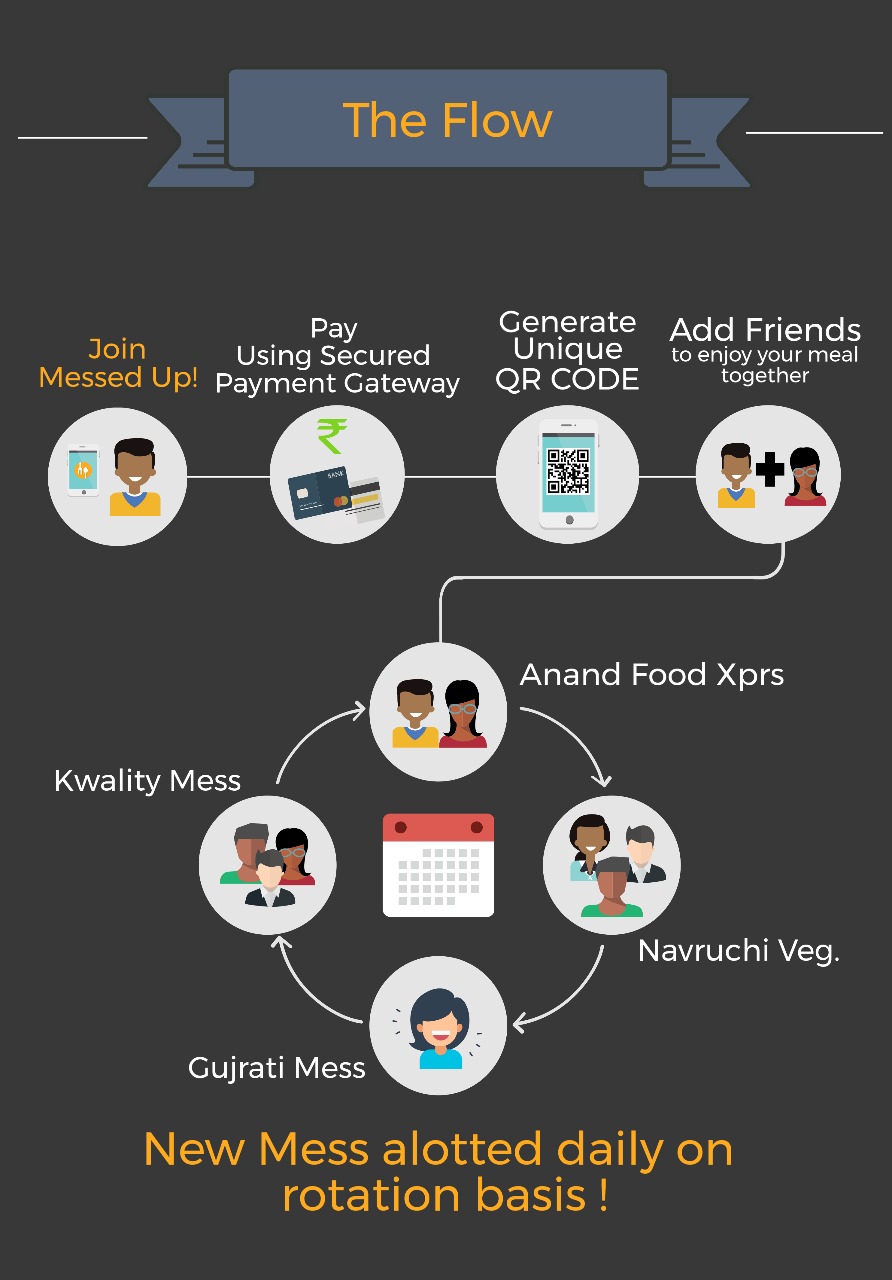 The Flow
Join
Messed Up!
Pay
Using Secured
Payment Gateway
₹
BANK
Generate
Unique
QR CODE
Add Friends
to enjoy your meal
together
Anand Food Xprs
Kwality Mess
Navruchi Veg.
Gujrati Mess
New Mess alotted daily on
rotation basis !